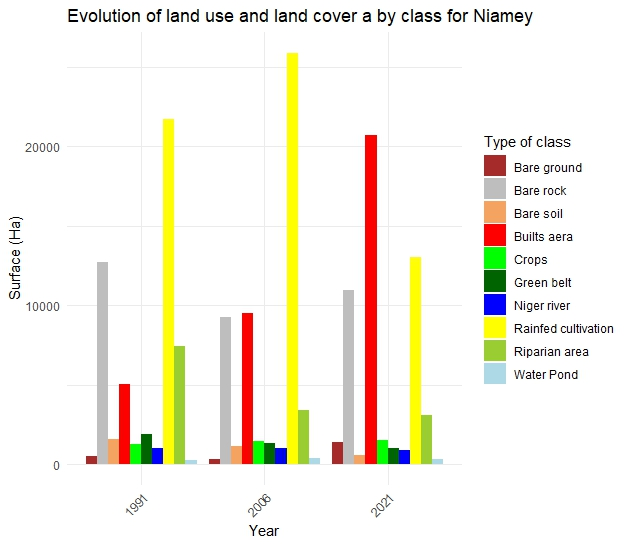 Evolution of land use and land cover a by class for Niamey
Surface (Ha)
20000
10000
0
1991
2006
2021
Year
Type of class
Bare ground
Bare rock
Bare soil
Builts aera
Crops
Green belt
Niger river
Rainfed cultivation
Riparian area
Water Pond